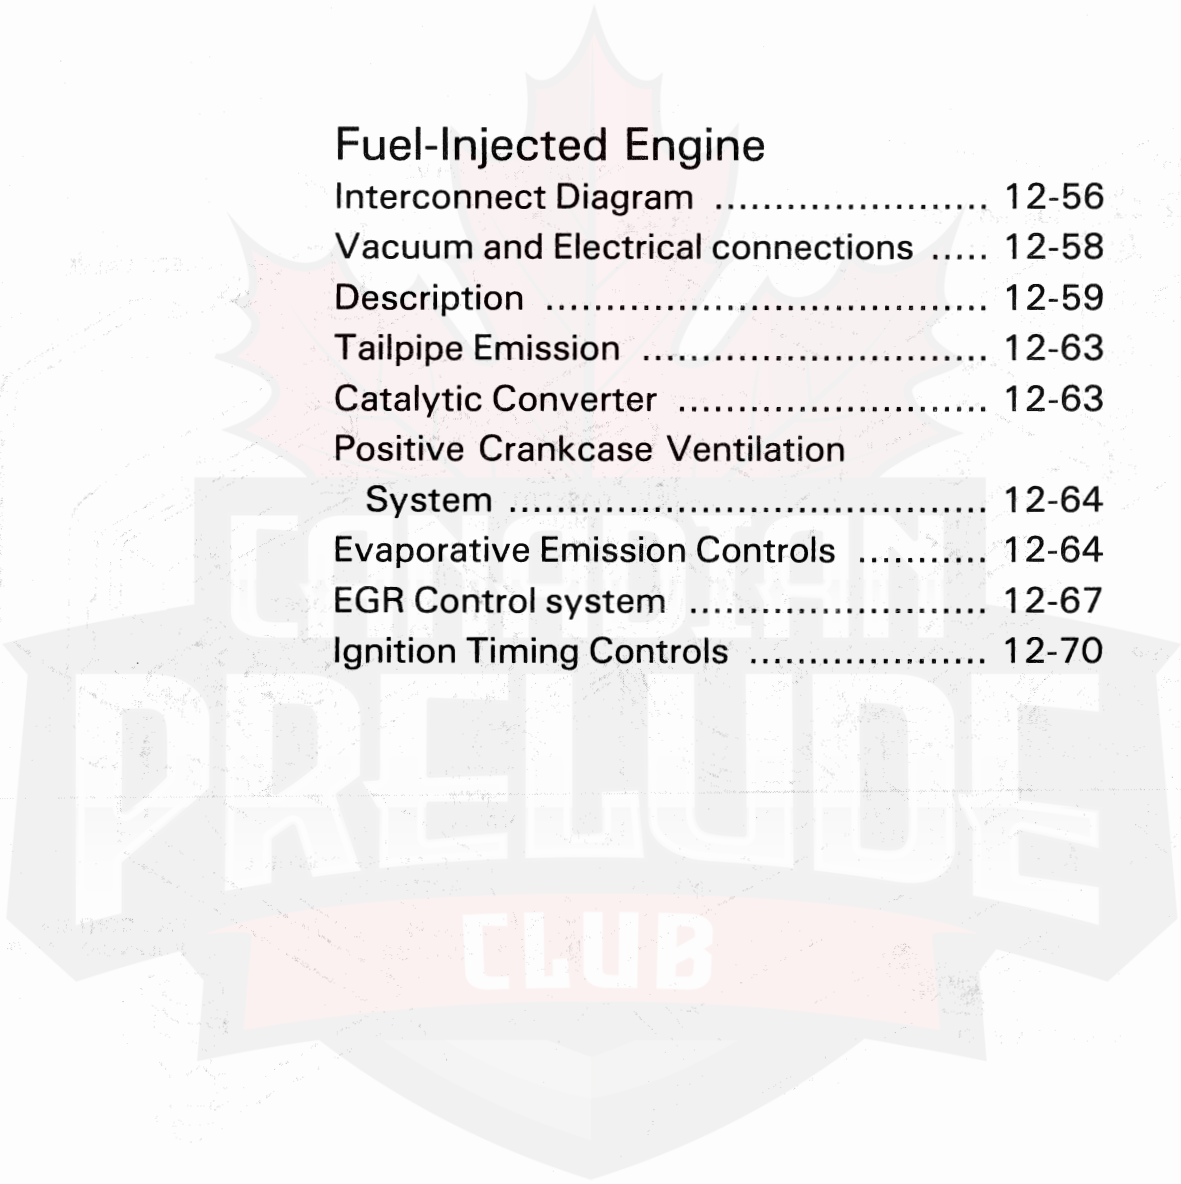 Fuel-Injected Engine
Interconnect Diagram ....................... 12-56
Vacuum and Electrical connections ..... 12-58
Description ..................................... 12-59
Tailpipe Emission ............................. 12-63
Catalytic Converter .......................... 12-63
Positive Crankcase Ventilation
System ........................................ 12-64
Evaporative Emission Controls ........... 12-64
EGR Control system ......................... 12-67
Ignition Timing Controls .................... 12-70
CANADIAN
PRELUDE
CLUB